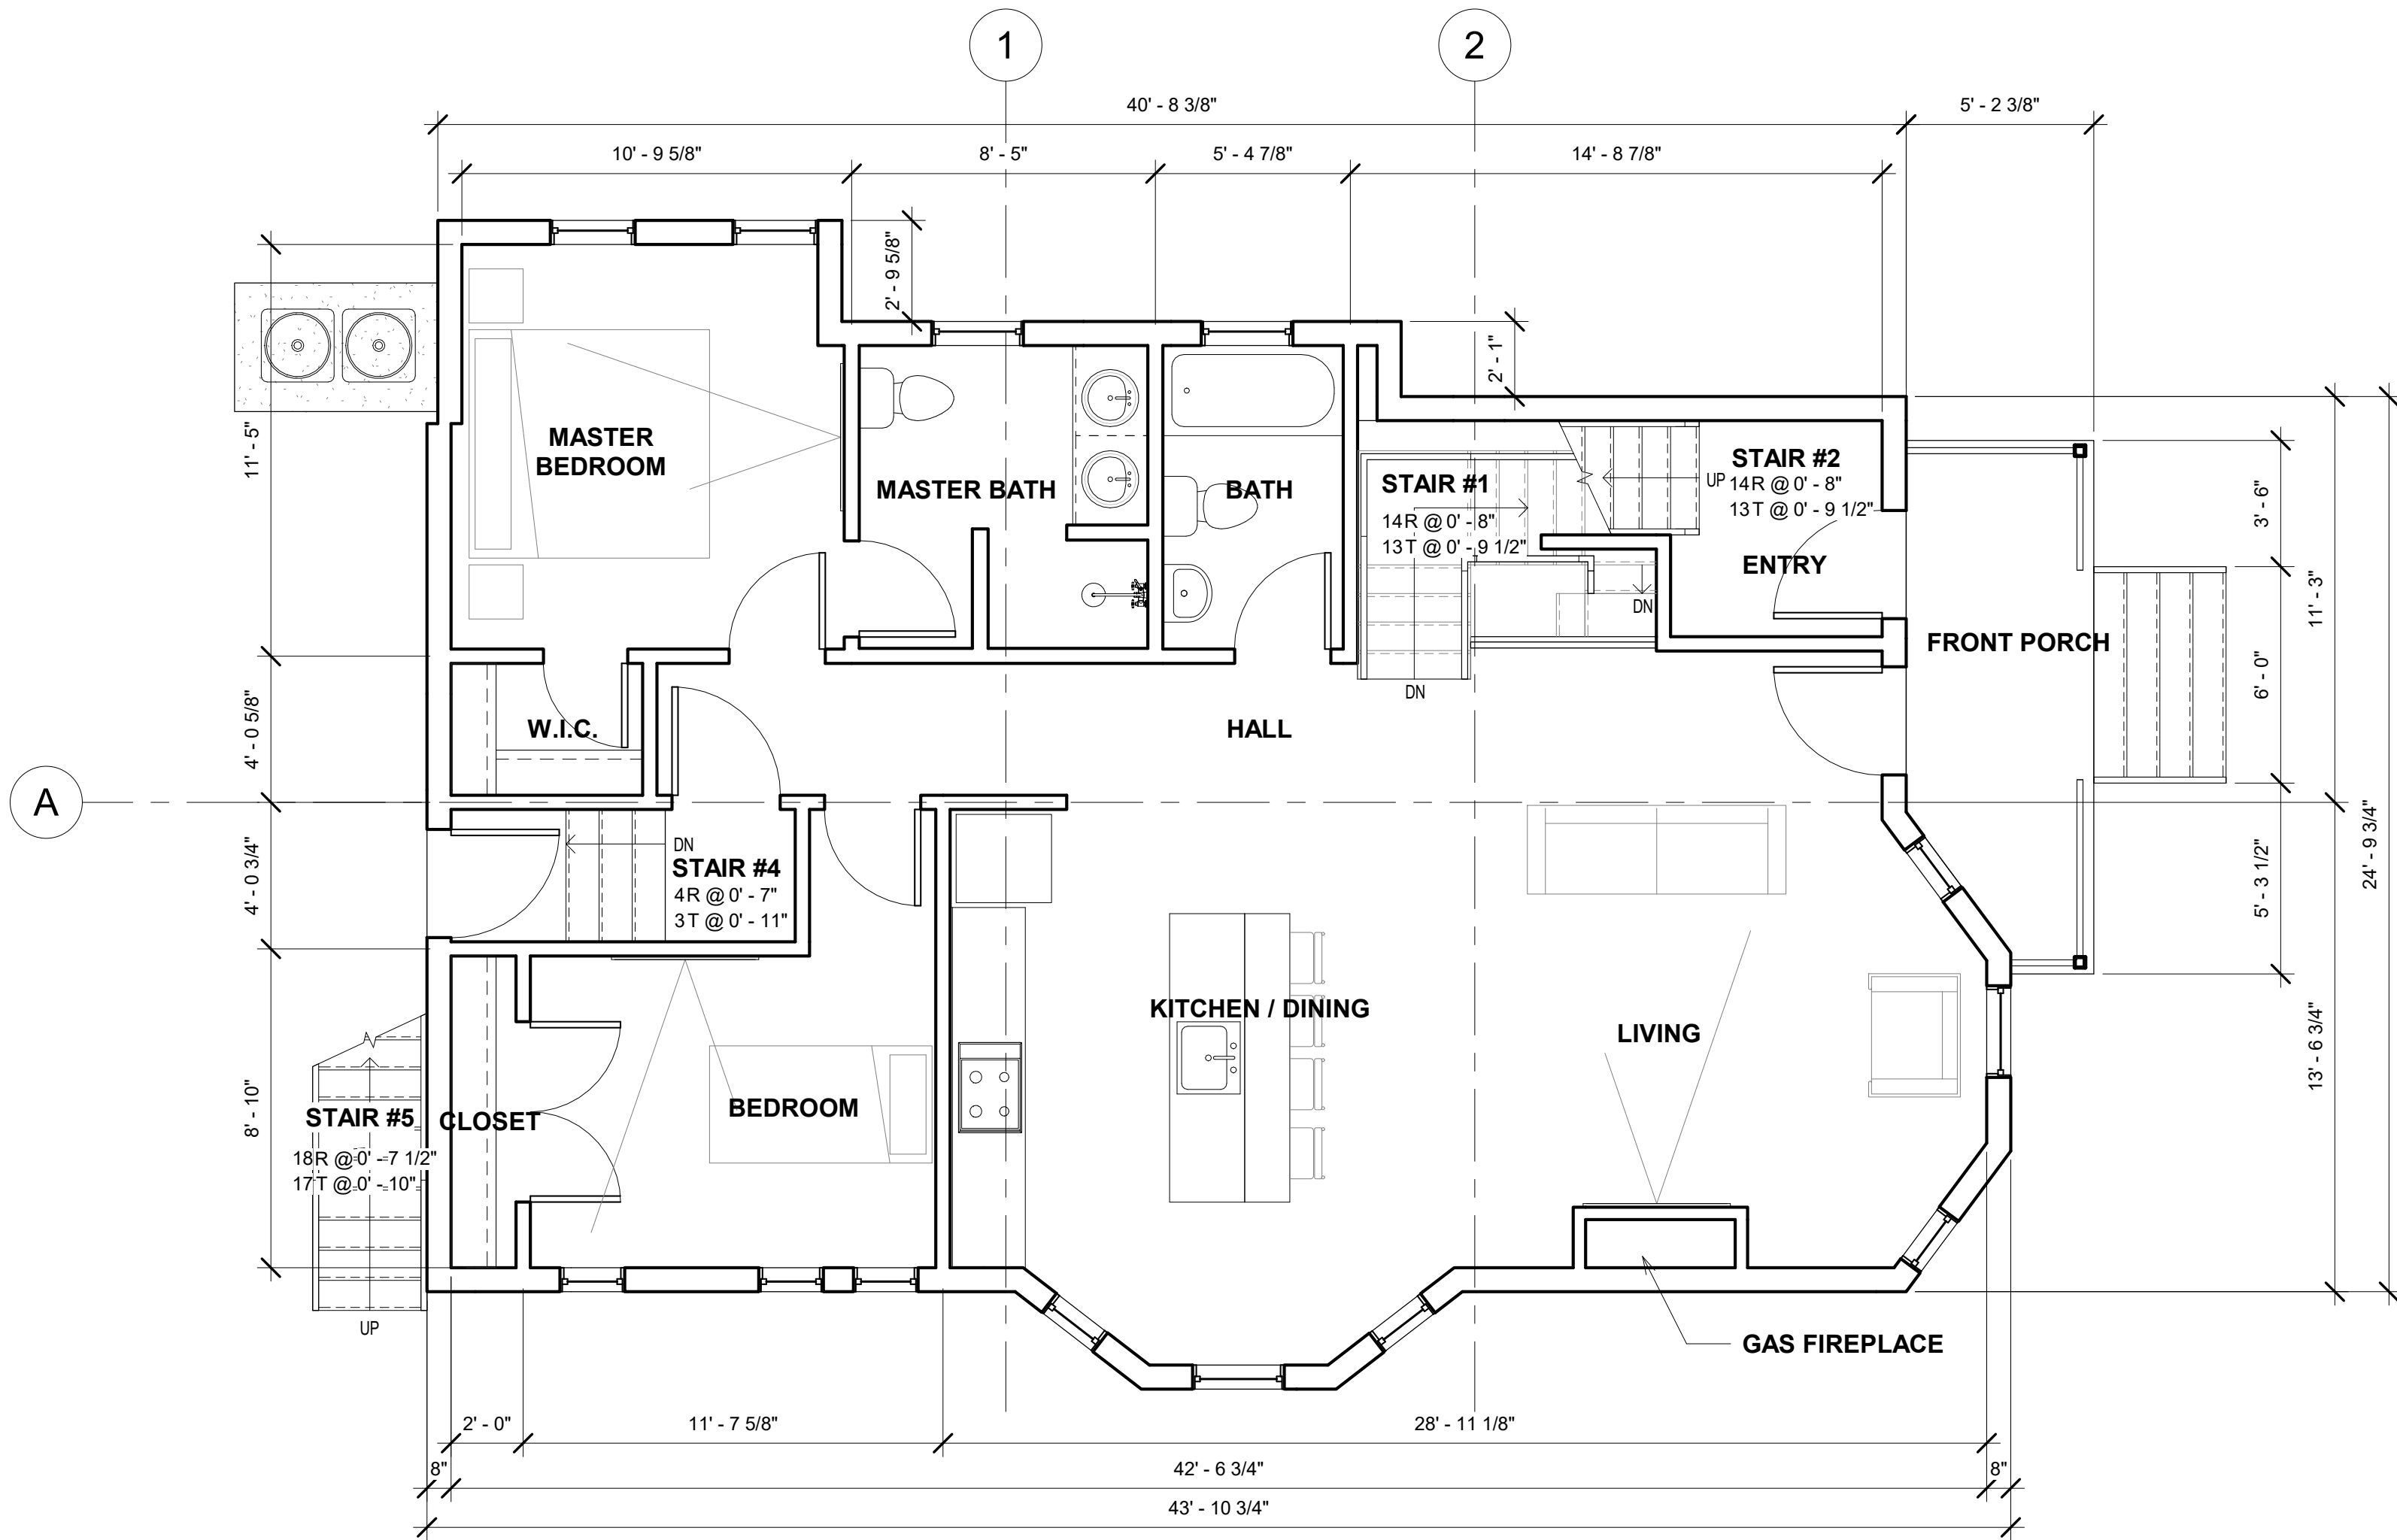 1
2
40' - 8 3/8"
5' - 2 3/8"
10' - 9 5/8"
8' - 5"
5' - 4 7/8"
14' - 8 7/8"
2' - 9 5/8"
2' - 1"
11' - 5"
MASTER
BEDROOM
MASTER BATH
BATH
STAIR #1
14R @ 0' - 8"
13T @ 0' - 9 1/2"
STAIR #2
UP
14R @ 0' - 8"
13T @ 0' - 9 1/2"
ENTRY
3' - 6"
11' - 3"
DN
FRONT PORCH
6' - 0"
DN
4' - 0 5/8"
W.I.C.
HALL
A
24' - 9 3/4"
4' - 0 3/4"
DN
STAIR #4
4R @ 0' - 7"
3T @ 0' - 11"
5' - 3 1/2"
KITCHEN / DINING
LIVING
13' - 6 3/4"
8' - 10"
STAIR #5
18R @ 0' - 7 1/2"
17T @ 0' - 10"
CLOSET
BEDROOM
UP
GAS FIREPLACE
2' - 0"
11' - 7 5/8"
28' - 11 1/8"
8"
42' - 6 3/4"
8"
43' - 10 3/4"